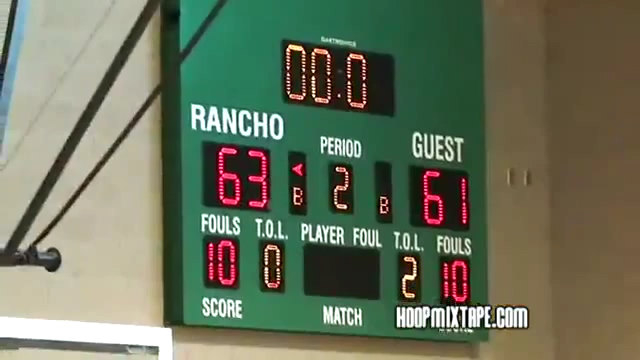 DAKTRONICS
00:0
RANCHO
PERIOD
GUEST
63
B
2
B
61
FOULS T.O.L. PLAYER FOUL T.O.L. FOULS
10
0
2
10
SCORE
MATCH
HOOPMIXTAPE.COM